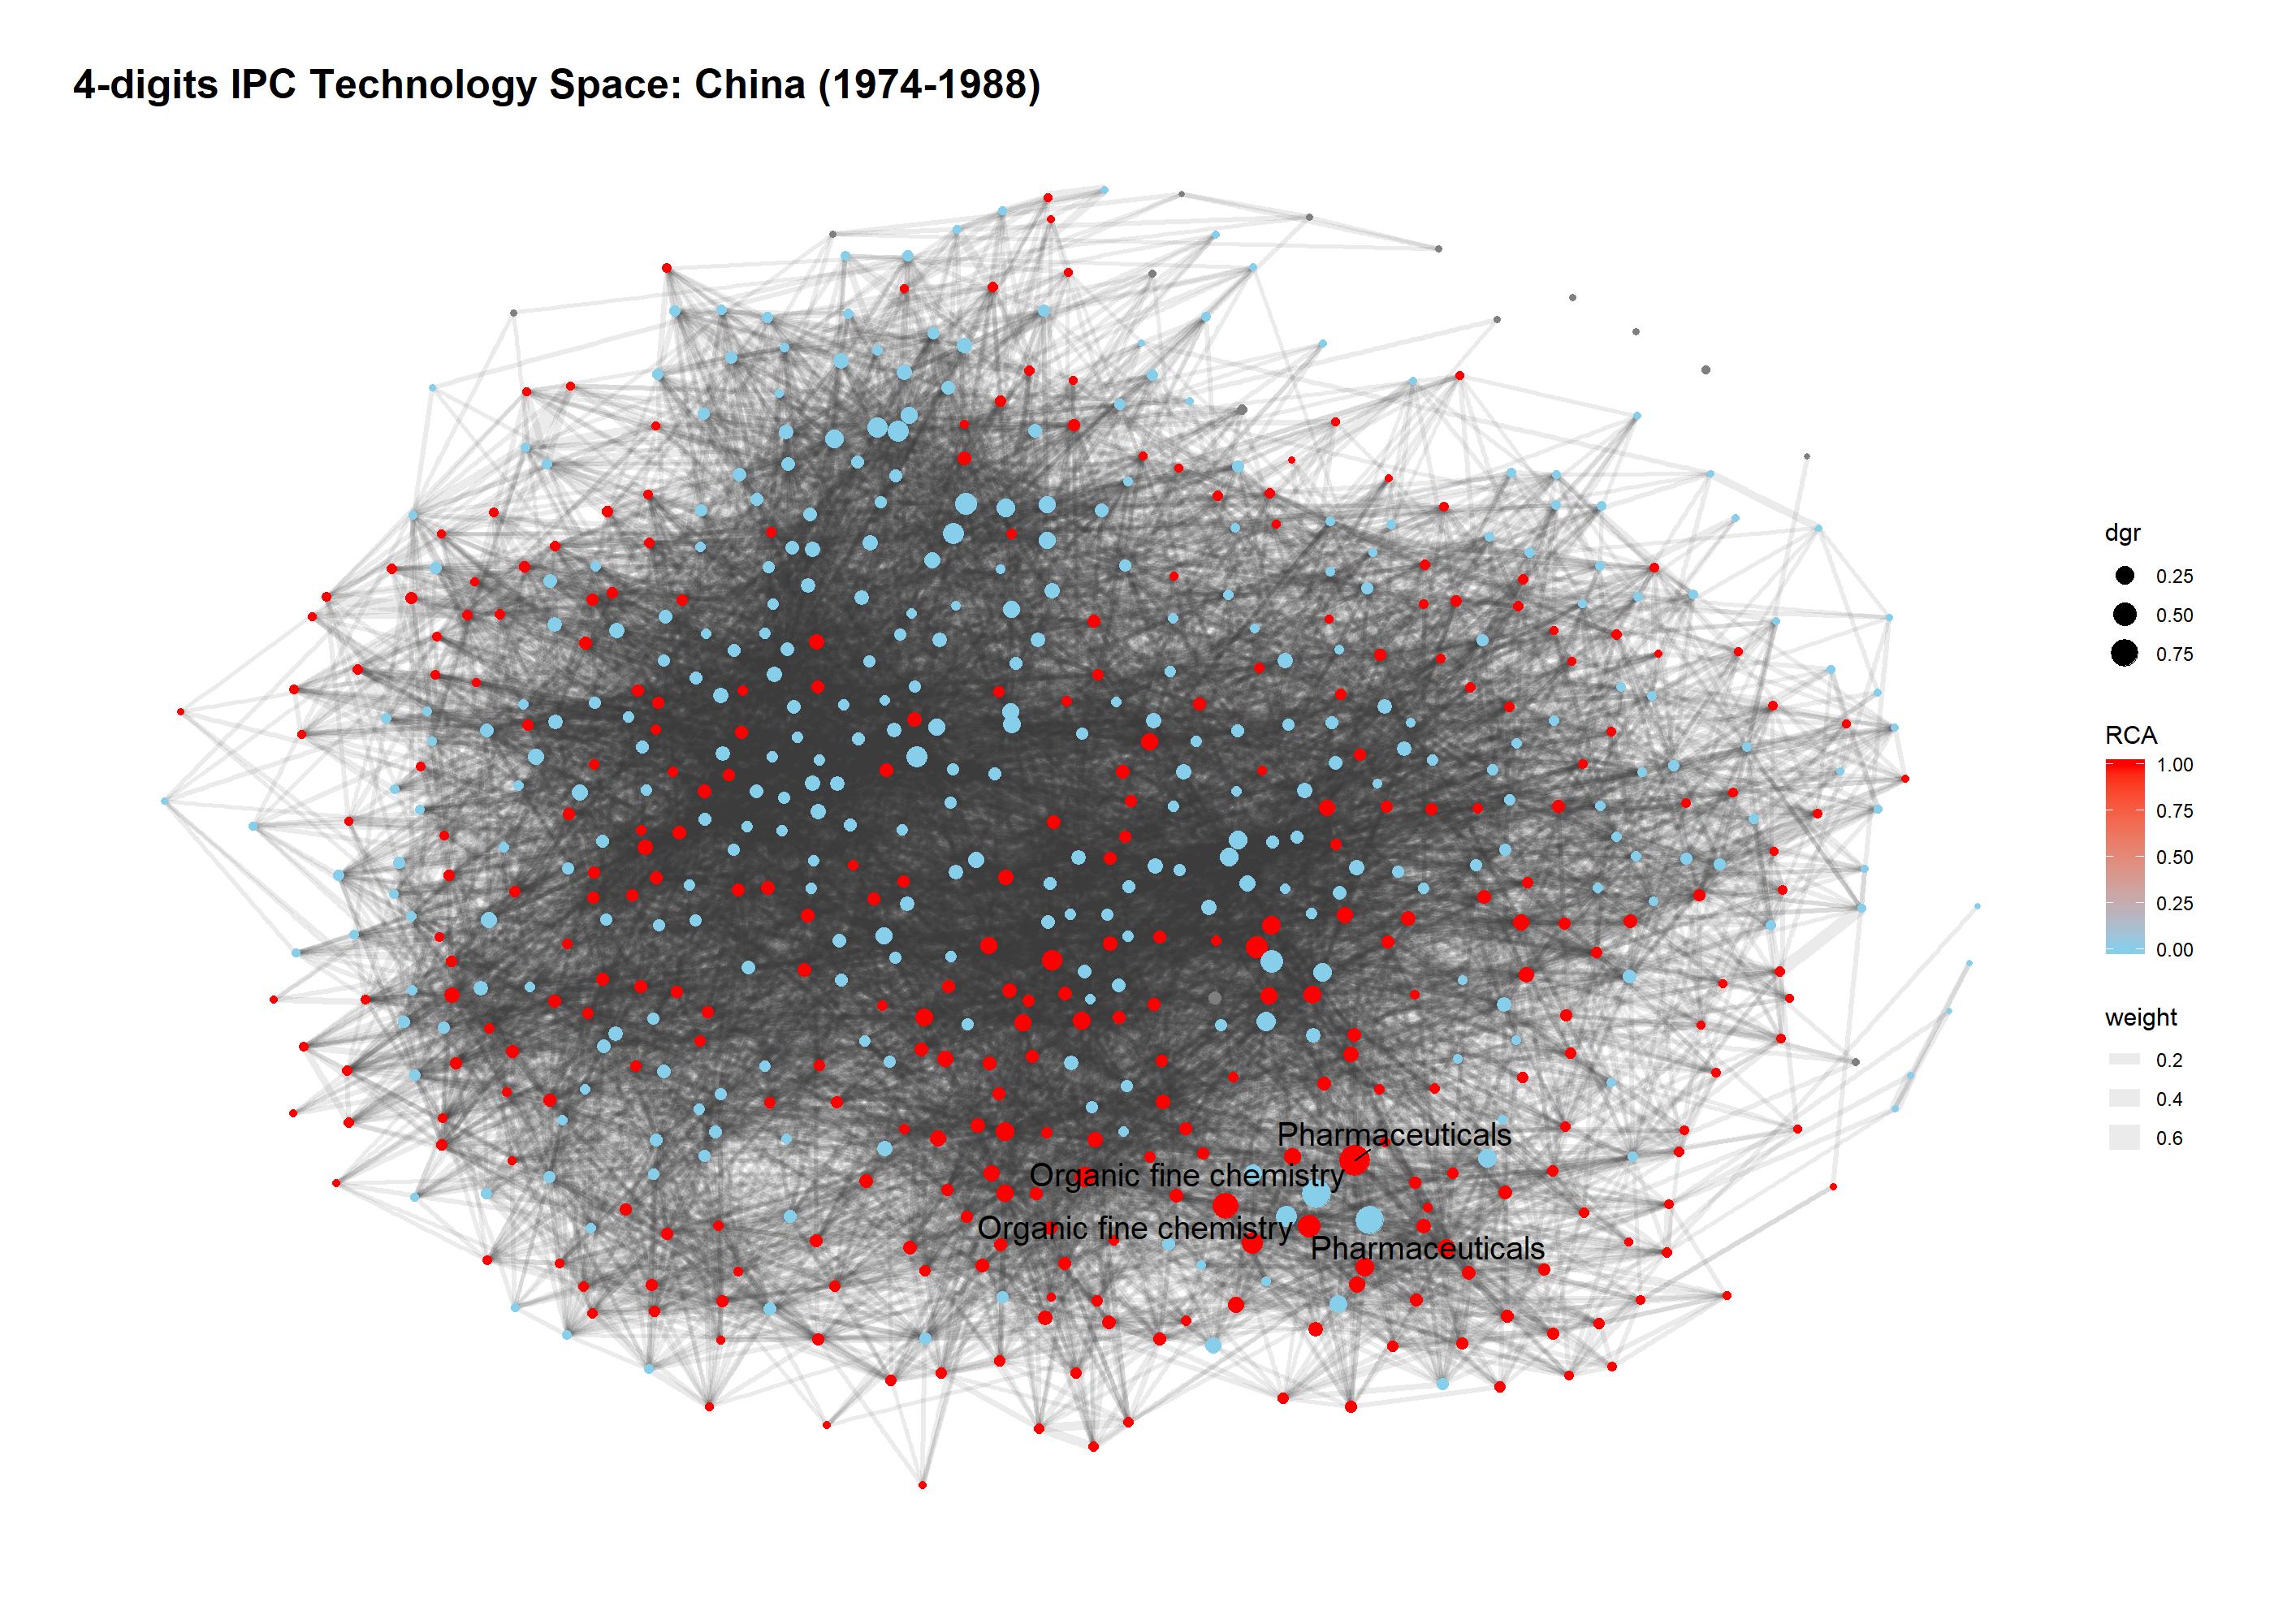 4-digits IPC Technology Space: China (1974-1988)
dgr
0.25
0.50
0.75
RCA
1.00
0.75
0.50
0.25
0.00
weight
0.2
0.4
0.6
Pharmaceuticals
Organic fine chemistry
Organic fine chemistry
Pharmaceuticals